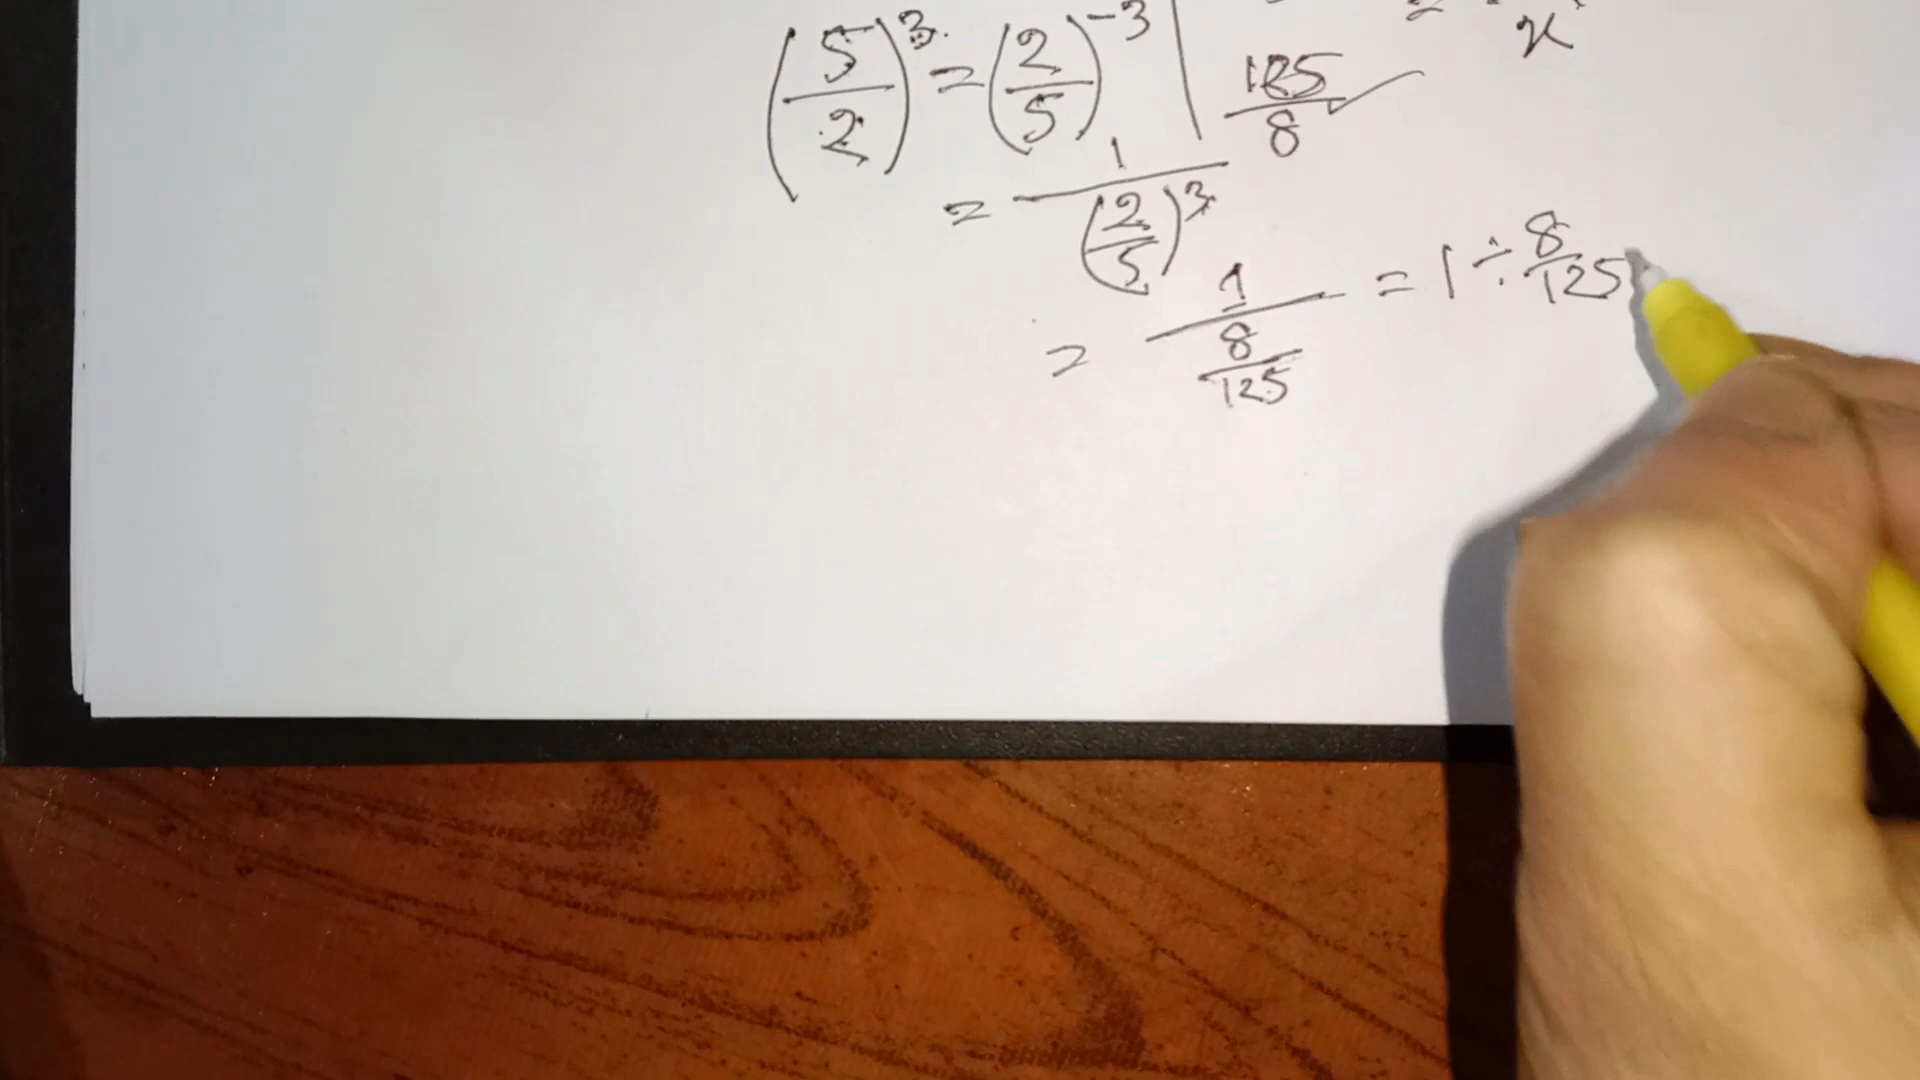 (5/2)^3 = (2/5)^-3 | 125/8 ✓
x
= 1/(2/5)^3
= 1/(8/125) = 1 ÷ 8/125